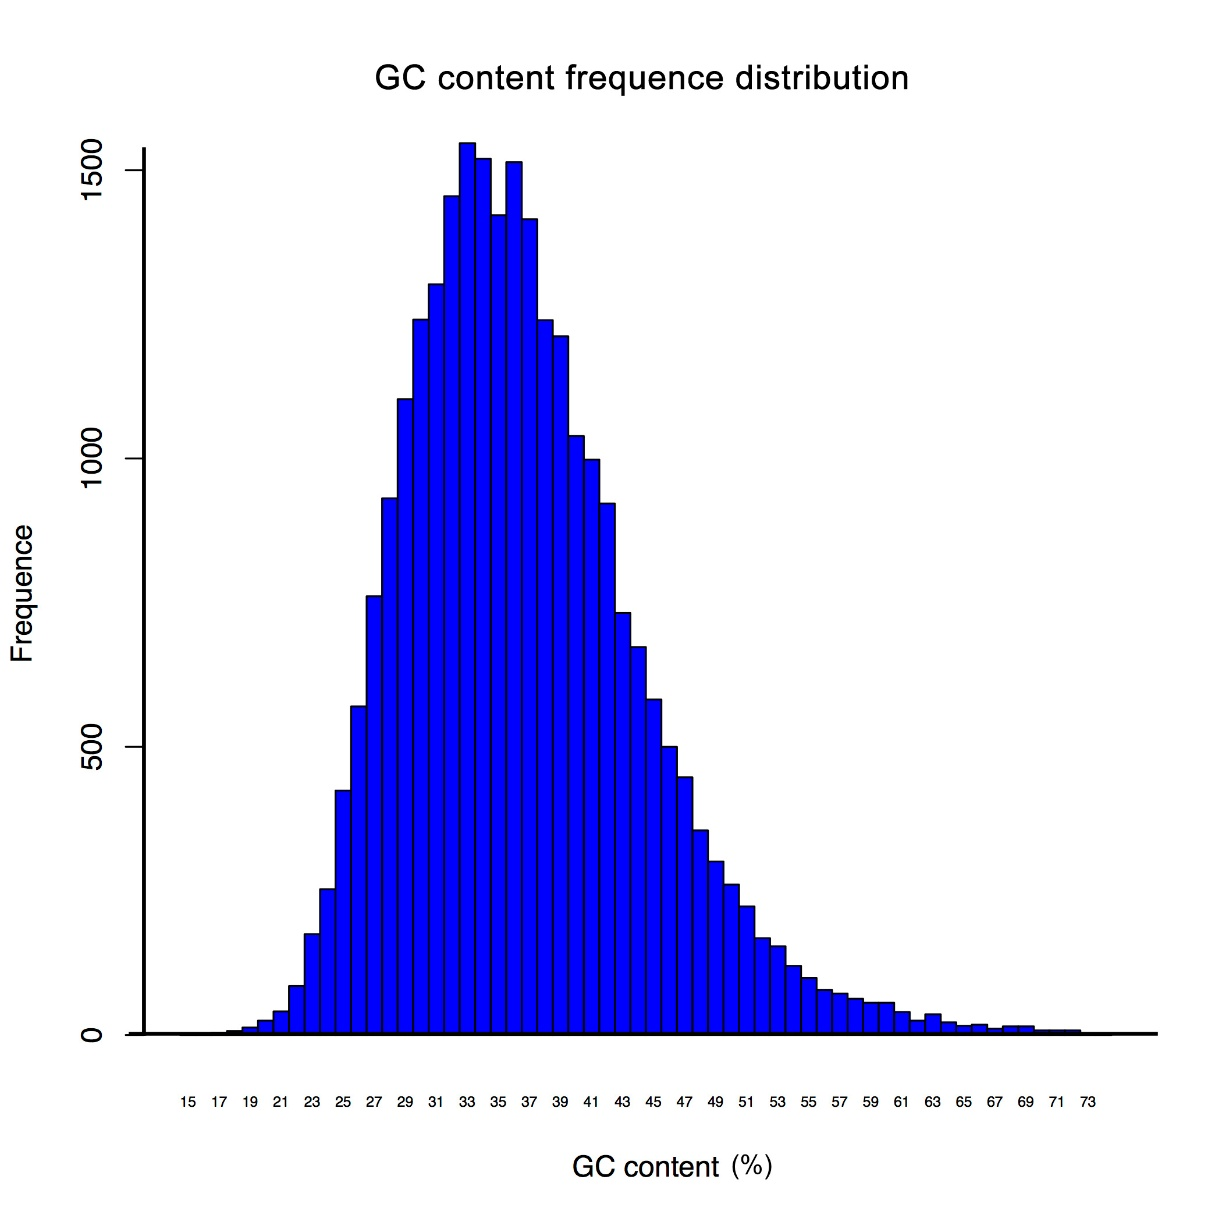 GC content frequence distribution
1500
1000
500
0
Frequence
15 17 19 21 23 25 27 29 31 33 35 37 39 41 43 45 47 49 51 53 55 57 59 61 63 65 67 69 71 73
GC content (%)